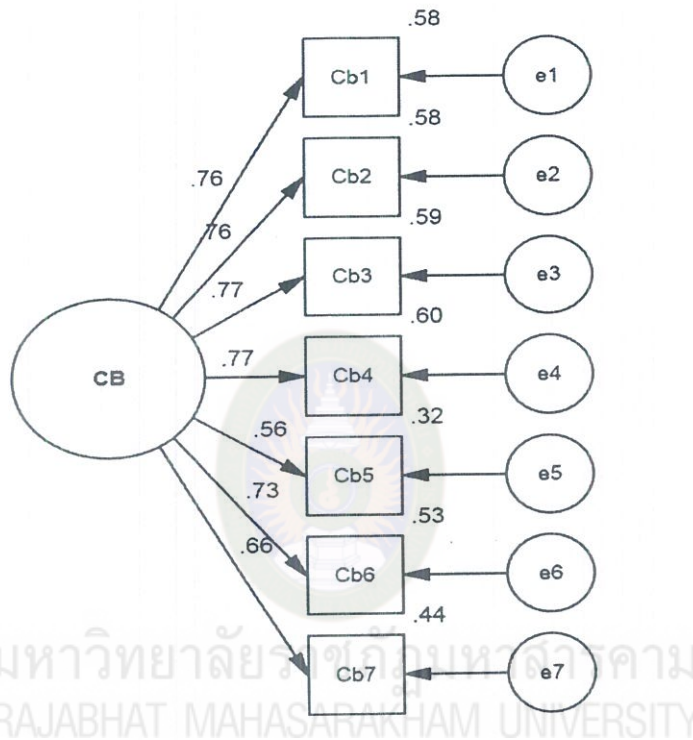 .58
Cb1
e1
.58
.76
Cb2
e2
.59
.76
Cb3
e3
.77
.60
CB
.77
Cb4
e4
.32
.56
Cb5
e5
.73
.53
.66
Cb6
e6
.44
Cb7
e7
มหาวิทยาลัยราชภัฏมหาสารคาม
RAJABHAT MAHASARAKHAM UNIVERSITY